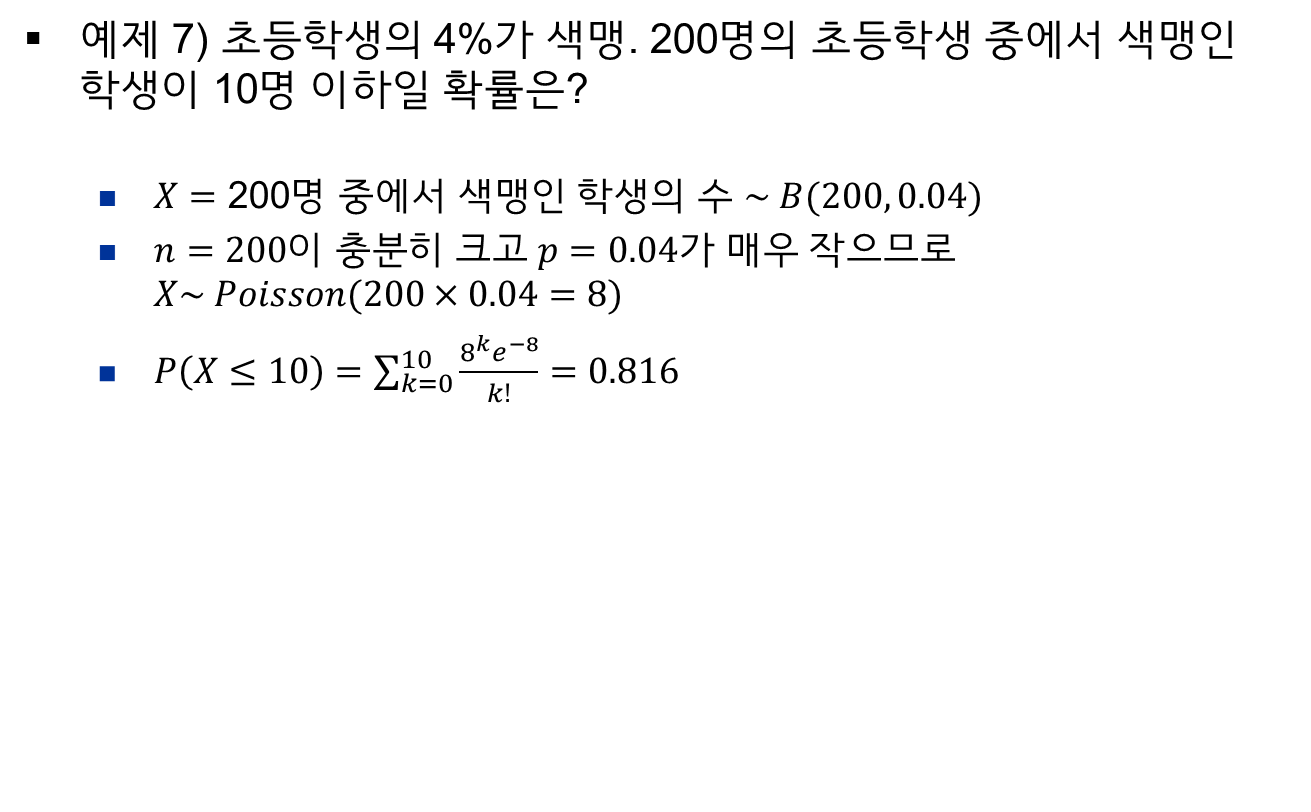 ▪ 예제 7) 초등학생의 4%가 색맹. 200명의 초등학생 중에서 색맹인
학생이 10명 이하일 확률은?
▪ X = 200명 중에서 색맹인 학생의 수 ~ B(200, 0.04)
▪ n = 200이 충분히 크고 p = 0.04가 매우 작으므로
X~ Poisson(200 × 0.04 = 8)
▪ P(X ≤ 10) = ∑_{k=0}^{10} \frac{8^k e^{−8}}{k!} = 0.816